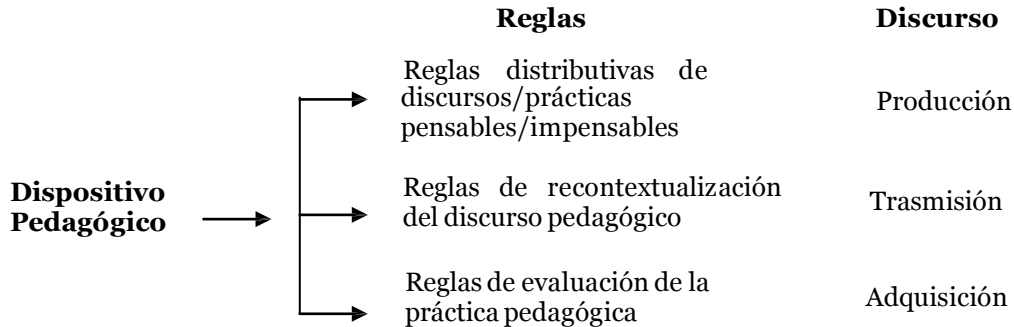 Reglas Discurso
Reglas distributivas de
discursos/prácticas
pensables/impensables
Producción
Dispositivo
Pedagógico
Reglas de recontextualización
del discurso pedagógico
Trasmisión
Reglas de evaluación de la
práctica pedagógica
Adquisición